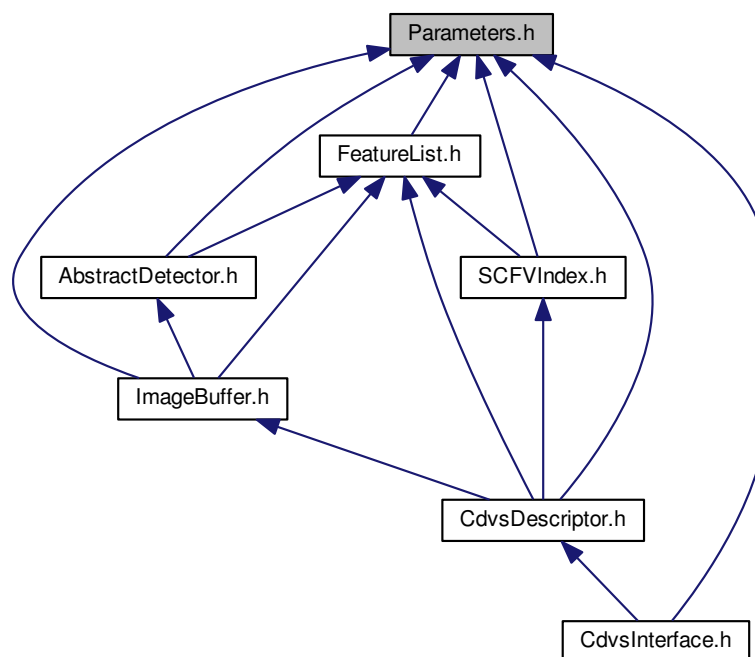 Parameters.h
FeatureList.h
AbstractDetector.h
SCFVIndex.h
ImageBuffer.h
CdvsDescriptor.h
CdvsInterface.h